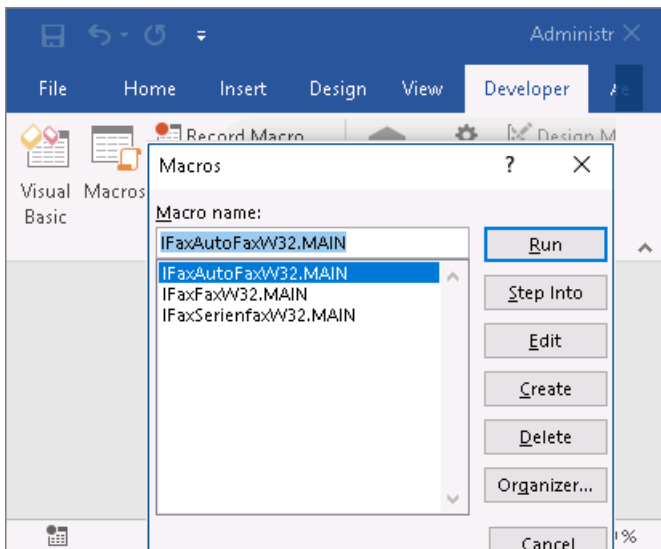 Administr
File Home Insert Design View Developer
Record Macro Design M
Visual Basic
Macros
Macros ?
Macro name:
IFaxAutoFaxW32.MAIN
IFaxAutoFaxW32.MAIN
IFaxFaxW32.MAIN
IFaxSerienfaxW32.MAIN
Run
Step Into
Edit
Create
Delete
Organizer...
Cancel
%